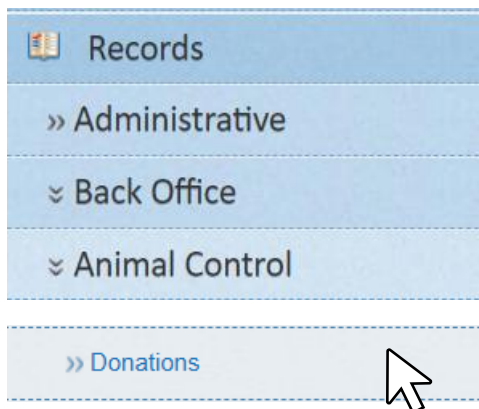 Records
» Administrative
Back Office
Animal Control
» Donations